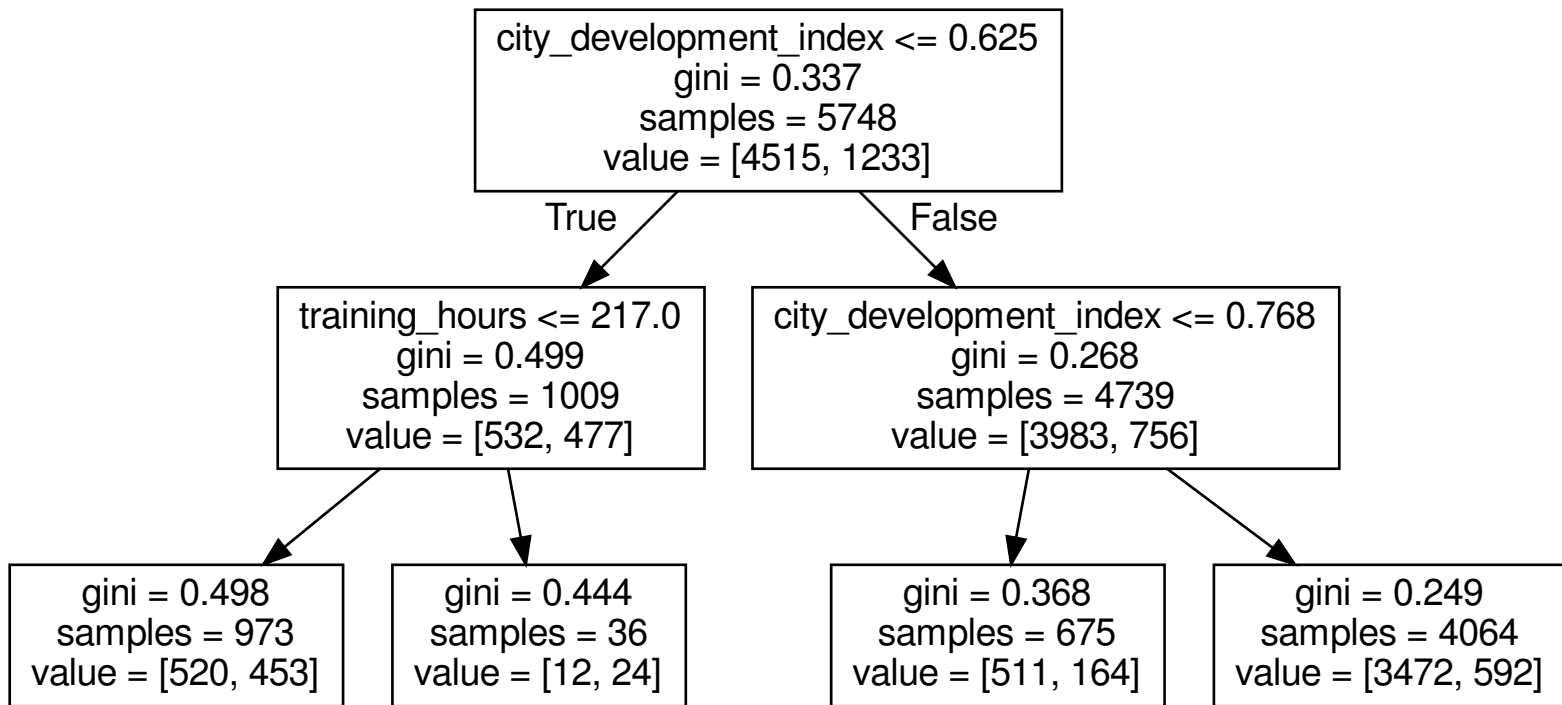 city_development_index <= 0.625
gini = 0.337
samples = 5748
value = [4515, 1233]
True
False
training_hours <= 217.0
gini = 0.499
samples = 1009
value = [532, 477]
city_development_index <= 0.768
gini = 0.268
samples = 4739
value = [3983, 756]
gini = 0.498
samples = 973
value = [520, 453]
gini = 0.444
samples = 36
value = [12, 24]
gini = 0.368
samples = 675
value = [511, 164]
gini = 0.249
samples = 4064
value = [3472, 592]